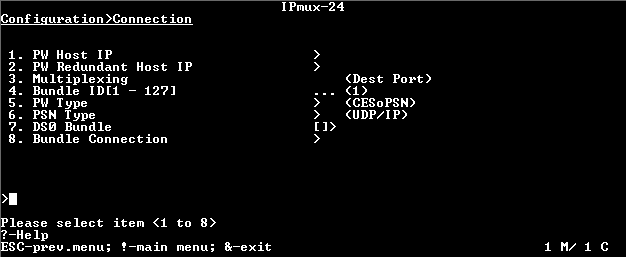 IPmux-24
Configuration>Connection
1. PW Host IP >
2. PW Redundant Host IP >
3. Multiplexing (Dest Port)
4. Bundle ID[1 - 127] ... (1)
5. PW Type > (CESoPSN)
6. PSN Type > (UDP/IP)
7. DS0 Bundle []>
8. Bundle Connection >
>
Please select item <1 to 8>
?-Help
ESC-prev.menu; !-main menu; &-exit 1 M/ 1 C